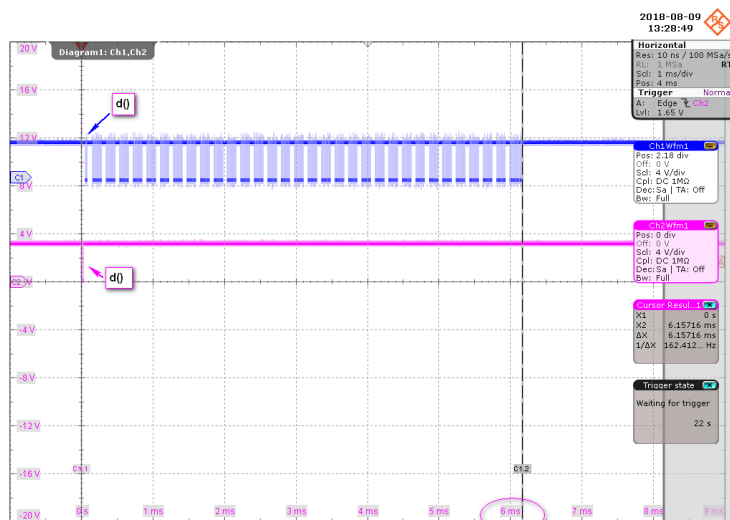 2018-08-09
13:28:49
Diagram1: Ch1,Ch2
Horizontal
Res: 10 ns / 100 MSa/s
RL: 1 MSa RT
Scl: 1 ms/div
Pos: 4 ms
Trigger Norma
A: Edge Ch2
Lvl: 1.65 V
20 V
16 V
12 V
8 V
4 V
-4 V
-8 V
-12 V
-16 V
-20 V
d()
d()
C1
C2
Ch1Wfm1
Pos: 2.18 div
Off: 0 V
Scl: 4 V/div
Cpl: DC 1MΩ
Dec: Sa | TA: Off
Bw: Full
Ch2Wfm1
Pos: 0 div
Off: 0 V
Scl: 4 V/div
Cpl: DC 1MΩ
Dec: Sa | TA: Off
Bw: Full
Cursor Resul...1
X1 0 s
X2 6.15716 ms
ΔX 6.15716 ms
1/ΔX 162.412... Hz
Trigger state
Waiting for trigger
22 s
C1.1
C1.2
0 s
1 ms
2 ms
3 ms
4 ms
5 ms
6 ms
7 ms
8 ms
9 ms